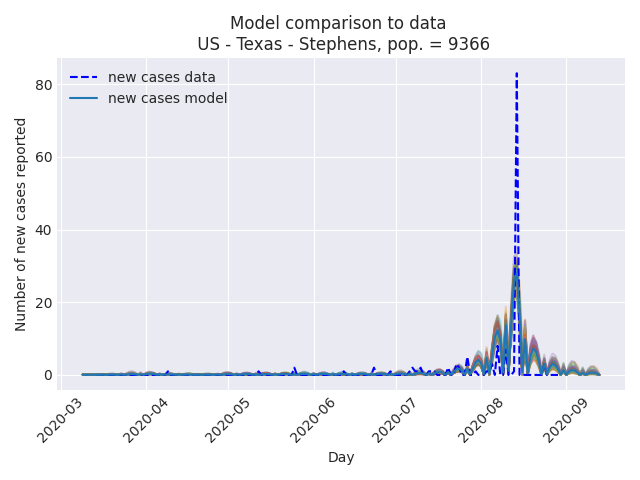 Model comparison to data
US - Texas - Stephens, pop. = 9366
new cases data
new cases model
Number of new cases reported
80
60
40
20
0
2020-03
2020-04
2020-05
2020-06
2020-07
2020-08
2020-09
Day